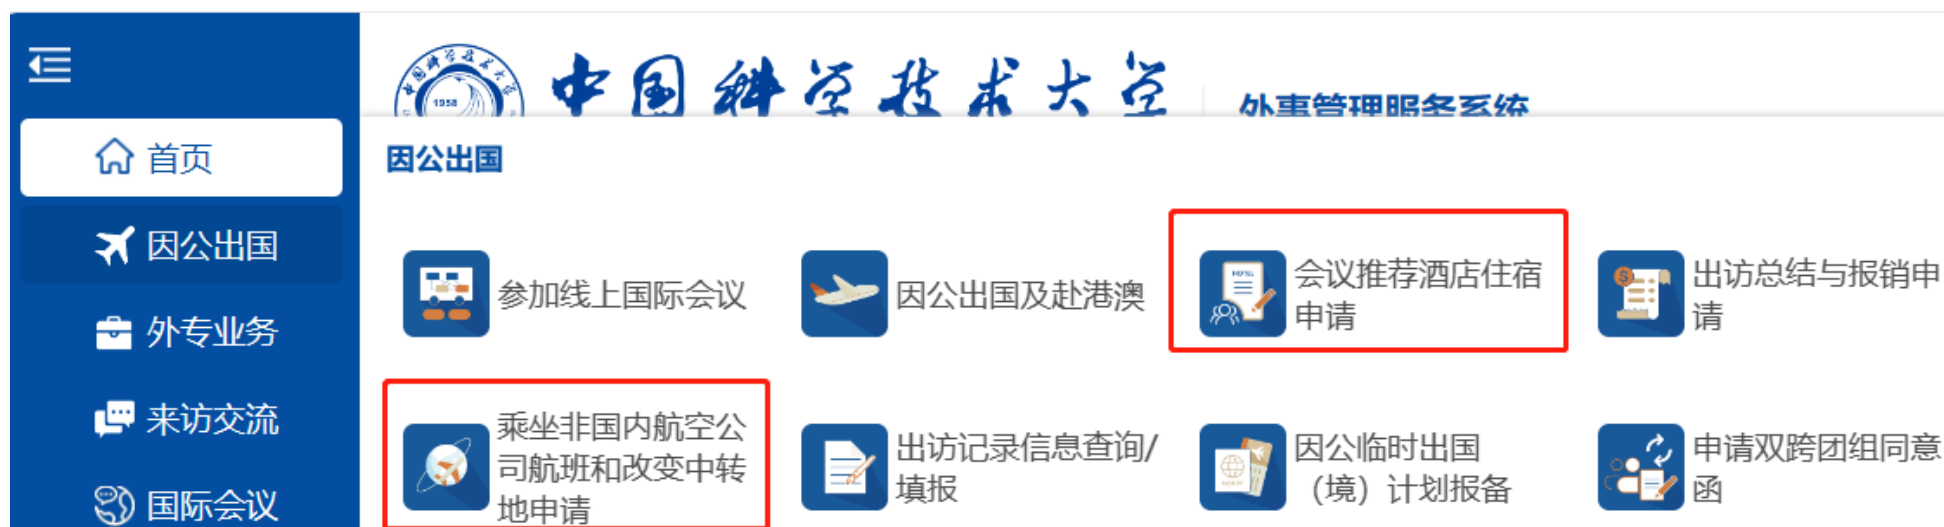 中国科学技术大学
1958
外事管理服务系统
首页
因公出国
外专业务
来访交流
国际会议
因公出国
参加线上国际会议
因公出国及赴港澳
HOTEL
会议推荐酒店住宿
申请
出访总结与报销申
请
乘坐非国内航空公
司航班和改变中转
地申请
出访记录信息查询/
填报
因公临时出国
（境）计划报备
申请双跨团组同意
函